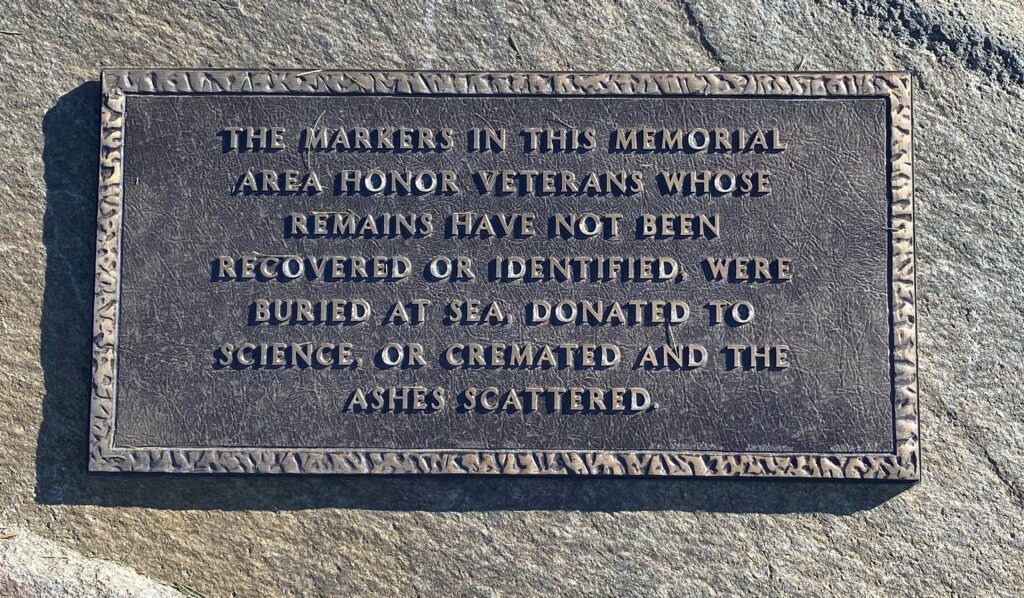 THE MARKERS IN THIS MEMORIAL
AREA HONOR VETERANS WHOSE
REMAINS HAVE NOT BEEN
RECOVERED OR IDENTIFIED, WERE
BURIED AT SEA, DONATED TO
SCIENCE, OR CREMATED AND THE
ASHES SCATTERED.